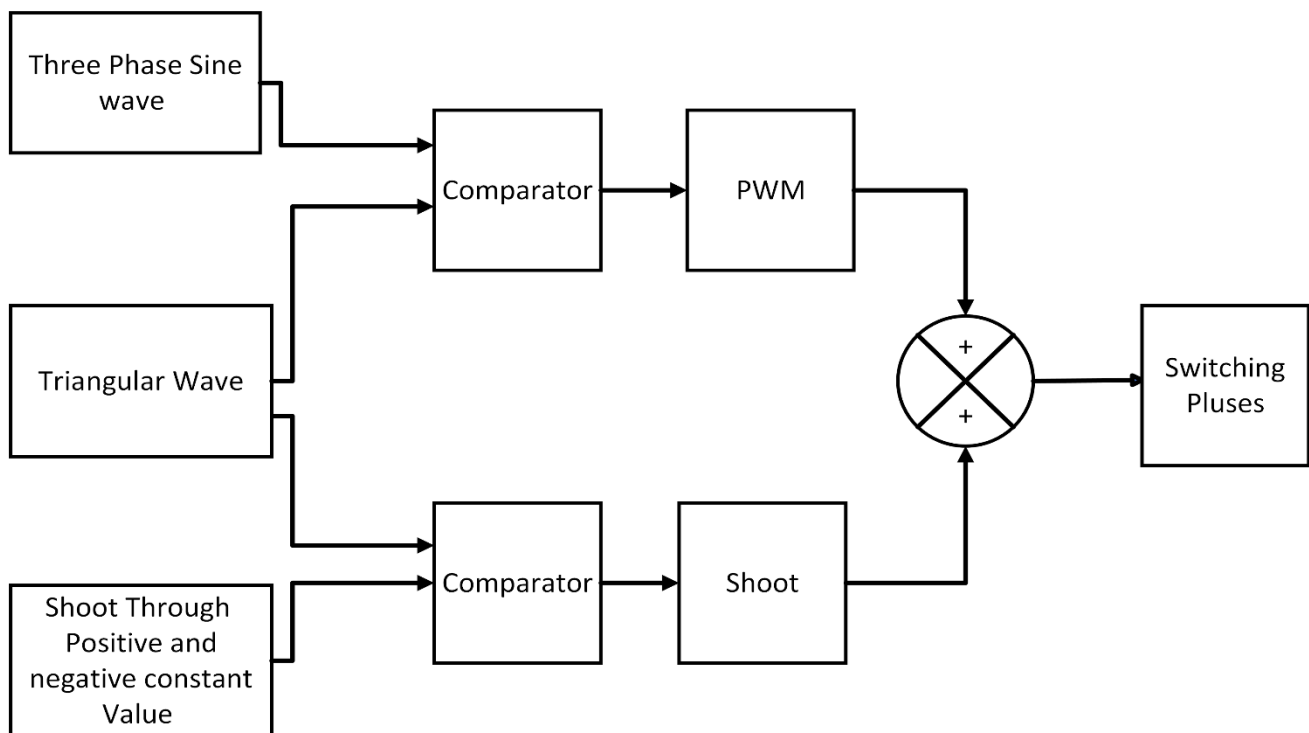 Three Phase Sine
wave
Comparator
PWM
Triangular Wave
+
+
Switching
Pluses
Comparator
Shoot
Shoot Through
Positive and
negative constant
Value